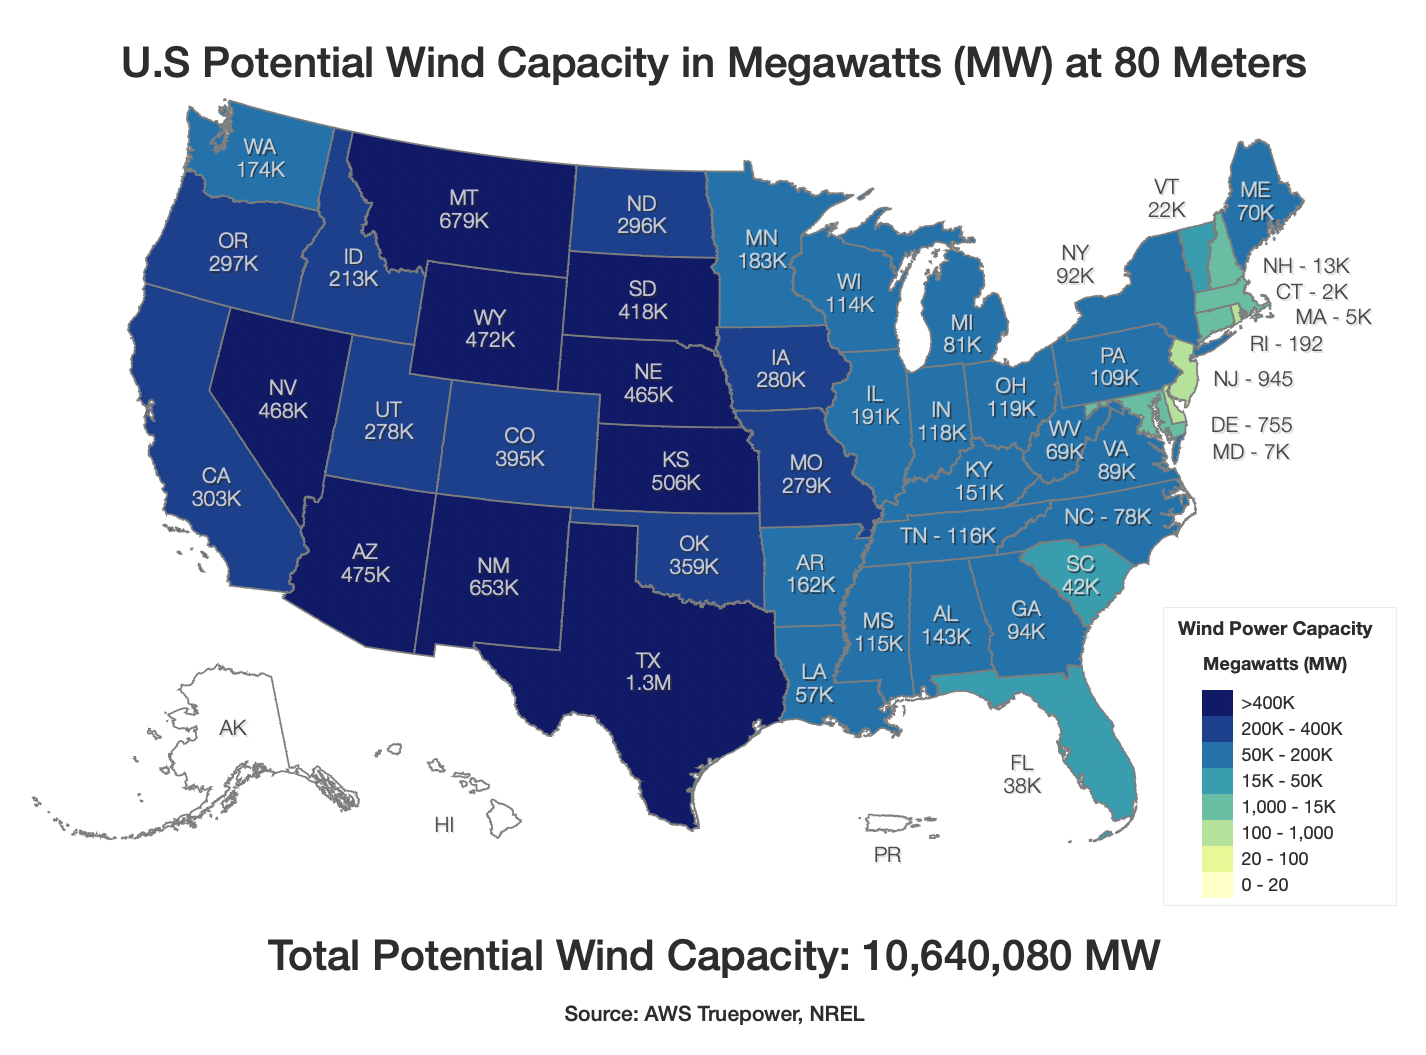 U.S Potential Wind Capacity in Megawatts (MW) at 80 Meters
WA
174K
MT
679K
ND
296K
MN
183K
VT
22K
ME
70K
OR
297K
ID
213K
NY
92K
NH - 13K
CT - 2K
MA - 5K
RI - 192
WI
114K
SD
418K
WY
472K
MI
81K
IA
280K
PA
109K
NJ - 945
NE
465K
NV
468K
UT
278K
CO
395K
IL
191K
IN
118K
OH
119K
DE - 755
MD - 7K
WV
69K
VA
89K
CA
303K
KS
506K
MO
279K
KY
151K
NC - 78K
TN - 116K
AZ
475K
NM
653K
OK
359K
AR
162K
SC
42K
MS
115K
AL
143K
GA
94K
TX
1.3M
LA
57K
FL
38K
AK
HI
PR
Wind Power Capacity
Megawatts (MW)
>400K
200K - 400K
50K - 200K
15K - 50K
1,000 - 15K
100 - 1,000
20 - 100
0 - 20
Total Potential Wind Capacity: 10,640,080 MW
Source: AWS Truepower, NREL